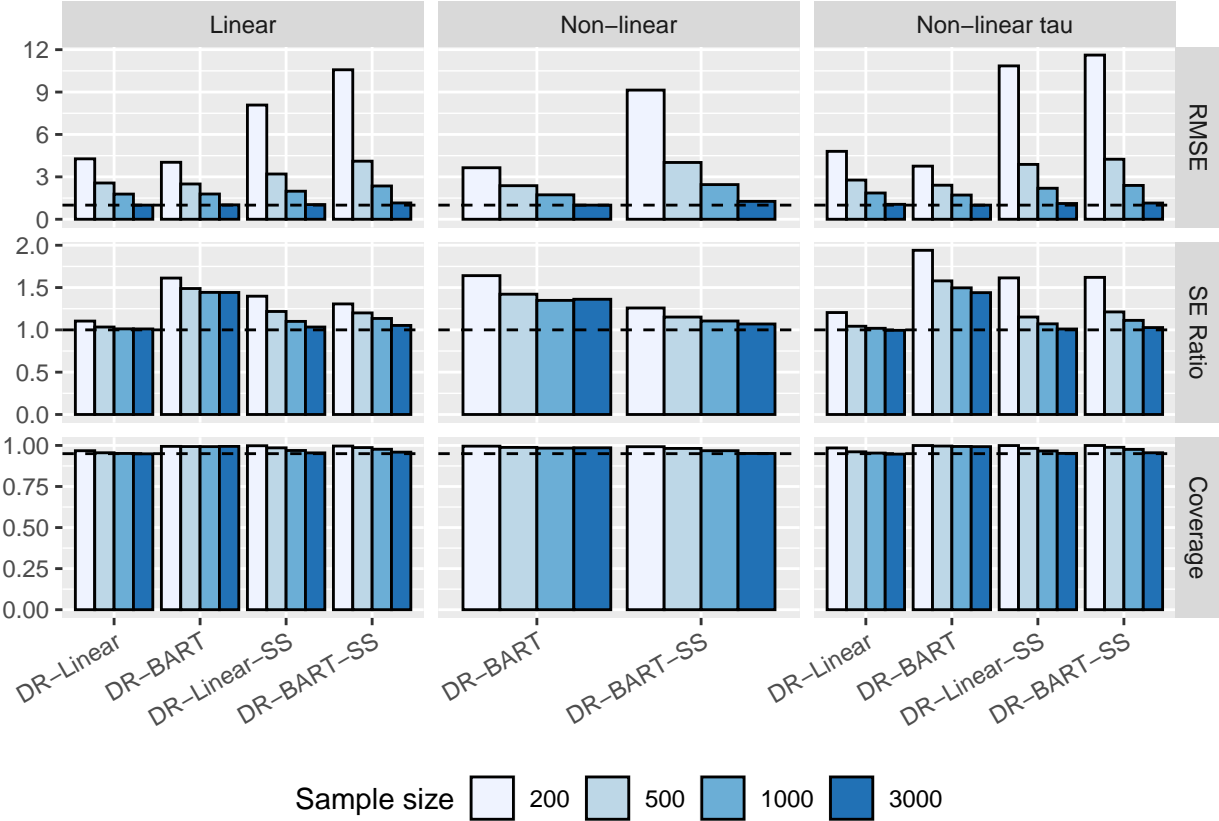 Linear Non−linear Non−linear tau
12
9
6
3
0
RMSE
2.0
1.5
1.0
0.5
0.0
SE Ratio
1.00
0.75
0.50
0.25
0.00
Coverage
DR−Linear DR−BART DR−Linear−SS DR−BART−SS DR−BART DR−BART−SS DR−Linear DR−BART DR−Linear−SS DR−BART−SS
Sample size 200 500 1000 3000